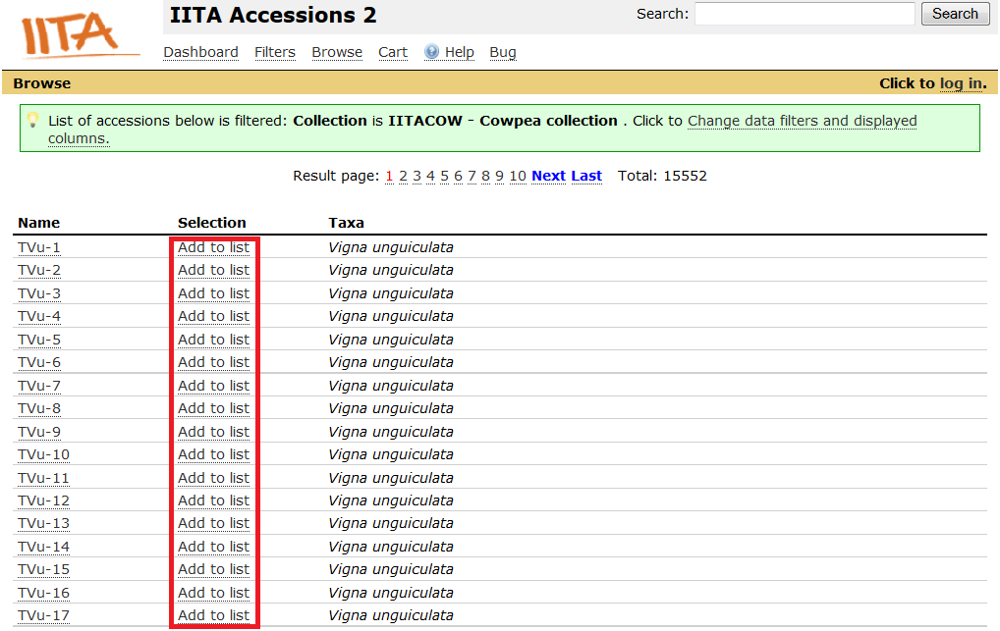 IITA
IITA Accessions 2
Search: Search
Dashboard Filters Browse Cart Help Bug
Browse Click to log in.
List of accessions below is filtered: Collection is IITACOW - Cowpea collection . Click to Change data filters and displayed
columns.
Result page: 1 2 3 4 5 6 7 8 9 10 Next Last Total: 15552
Name Selection Taxa
TVu-1 Add to list Vigna unguiculata
TVu-2 Add to list Vigna unguiculata
TVu-3 Add to list Vigna unguiculata
TVu-4 Add to list Vigna unguiculata
TVu-5 Add to list Vigna unguiculata
TVu-6 Add to list Vigna unguiculata
TVu-7 Add to list Vigna unguiculata
TVu-8 Add to list Vigna unguiculata
TVu-9 Add to list Vigna unguiculata
TVu-10 Add to list Vigna unguiculata
TVu-11 Add to list Vigna unguiculata
TVu-12 Add to list Vigna unguiculata
TVu-13 Add to list Vigna unguiculata
TVu-14 Add to list Vigna unguiculata
TVu-15 Add to list Vigna unguiculata
TVu-16 Add to list Vigna unguiculata
TVu-17 Add to list Vigna unguiculata